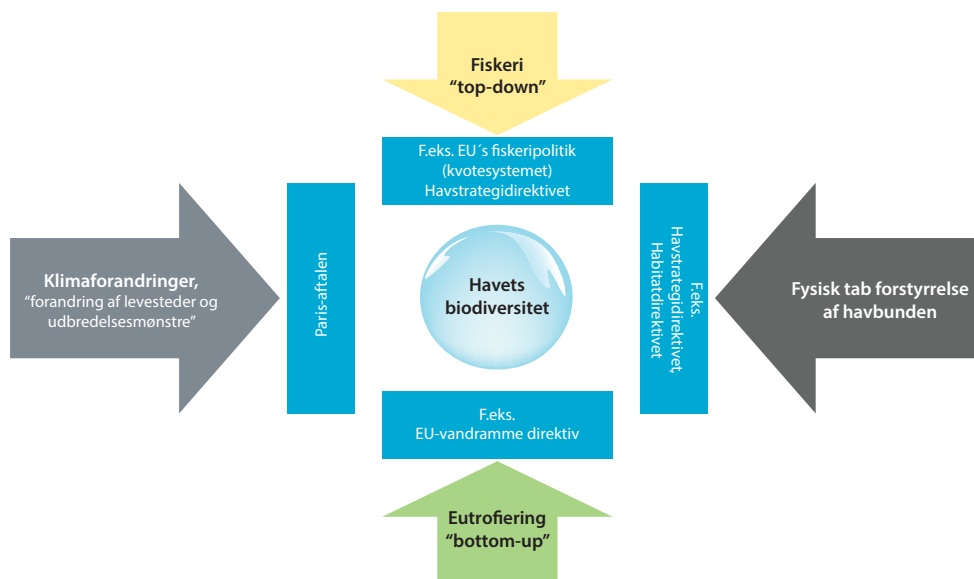 Fiskeri
“top-down”
F.eks. EU´s fiskeripolitik
(kvotesystemet)
Havstrategidirektivet
Klimaforandringer,
“forandring af levesteder og
udbredelsesmønstre”
Paris-aftalen
Havets
biodiversitet
F.eks.
Havstrategidirektivet,
Habitatdirektivet
Fysisk tab forstyrrelse
af havbunden
F.eks.
EU-vandramme direktiv
Eutrofiering
“bottom-up”